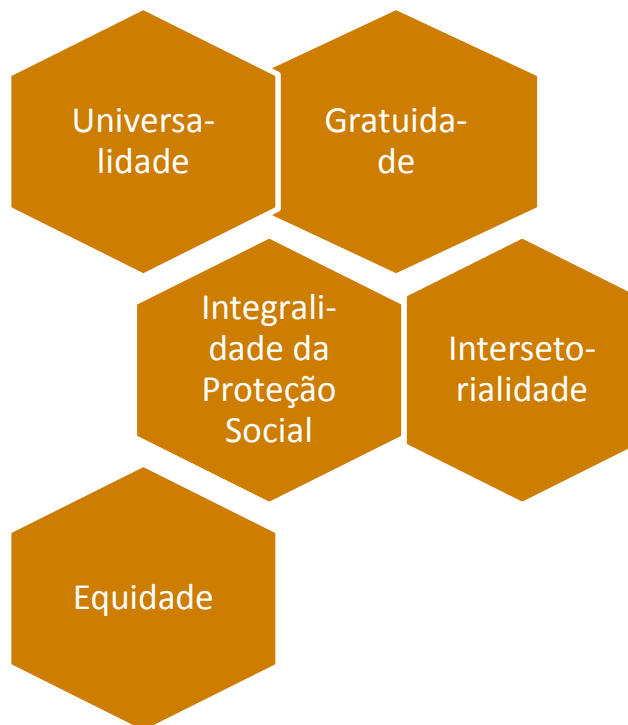 Universa-
lidade
Gratuida-
de
Integrali-
dade da
Proteção
Social
Interseto-
rialidade
Equidade